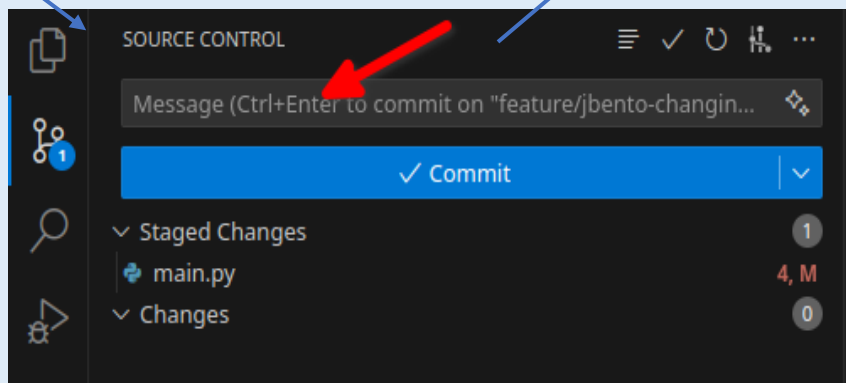 SOURCE CONTROL
Message (Ctrl+Enter to commit on "feature/jbento-changin...
1
Commit
Staged Changes 1
main.py 4, M
Changes 0